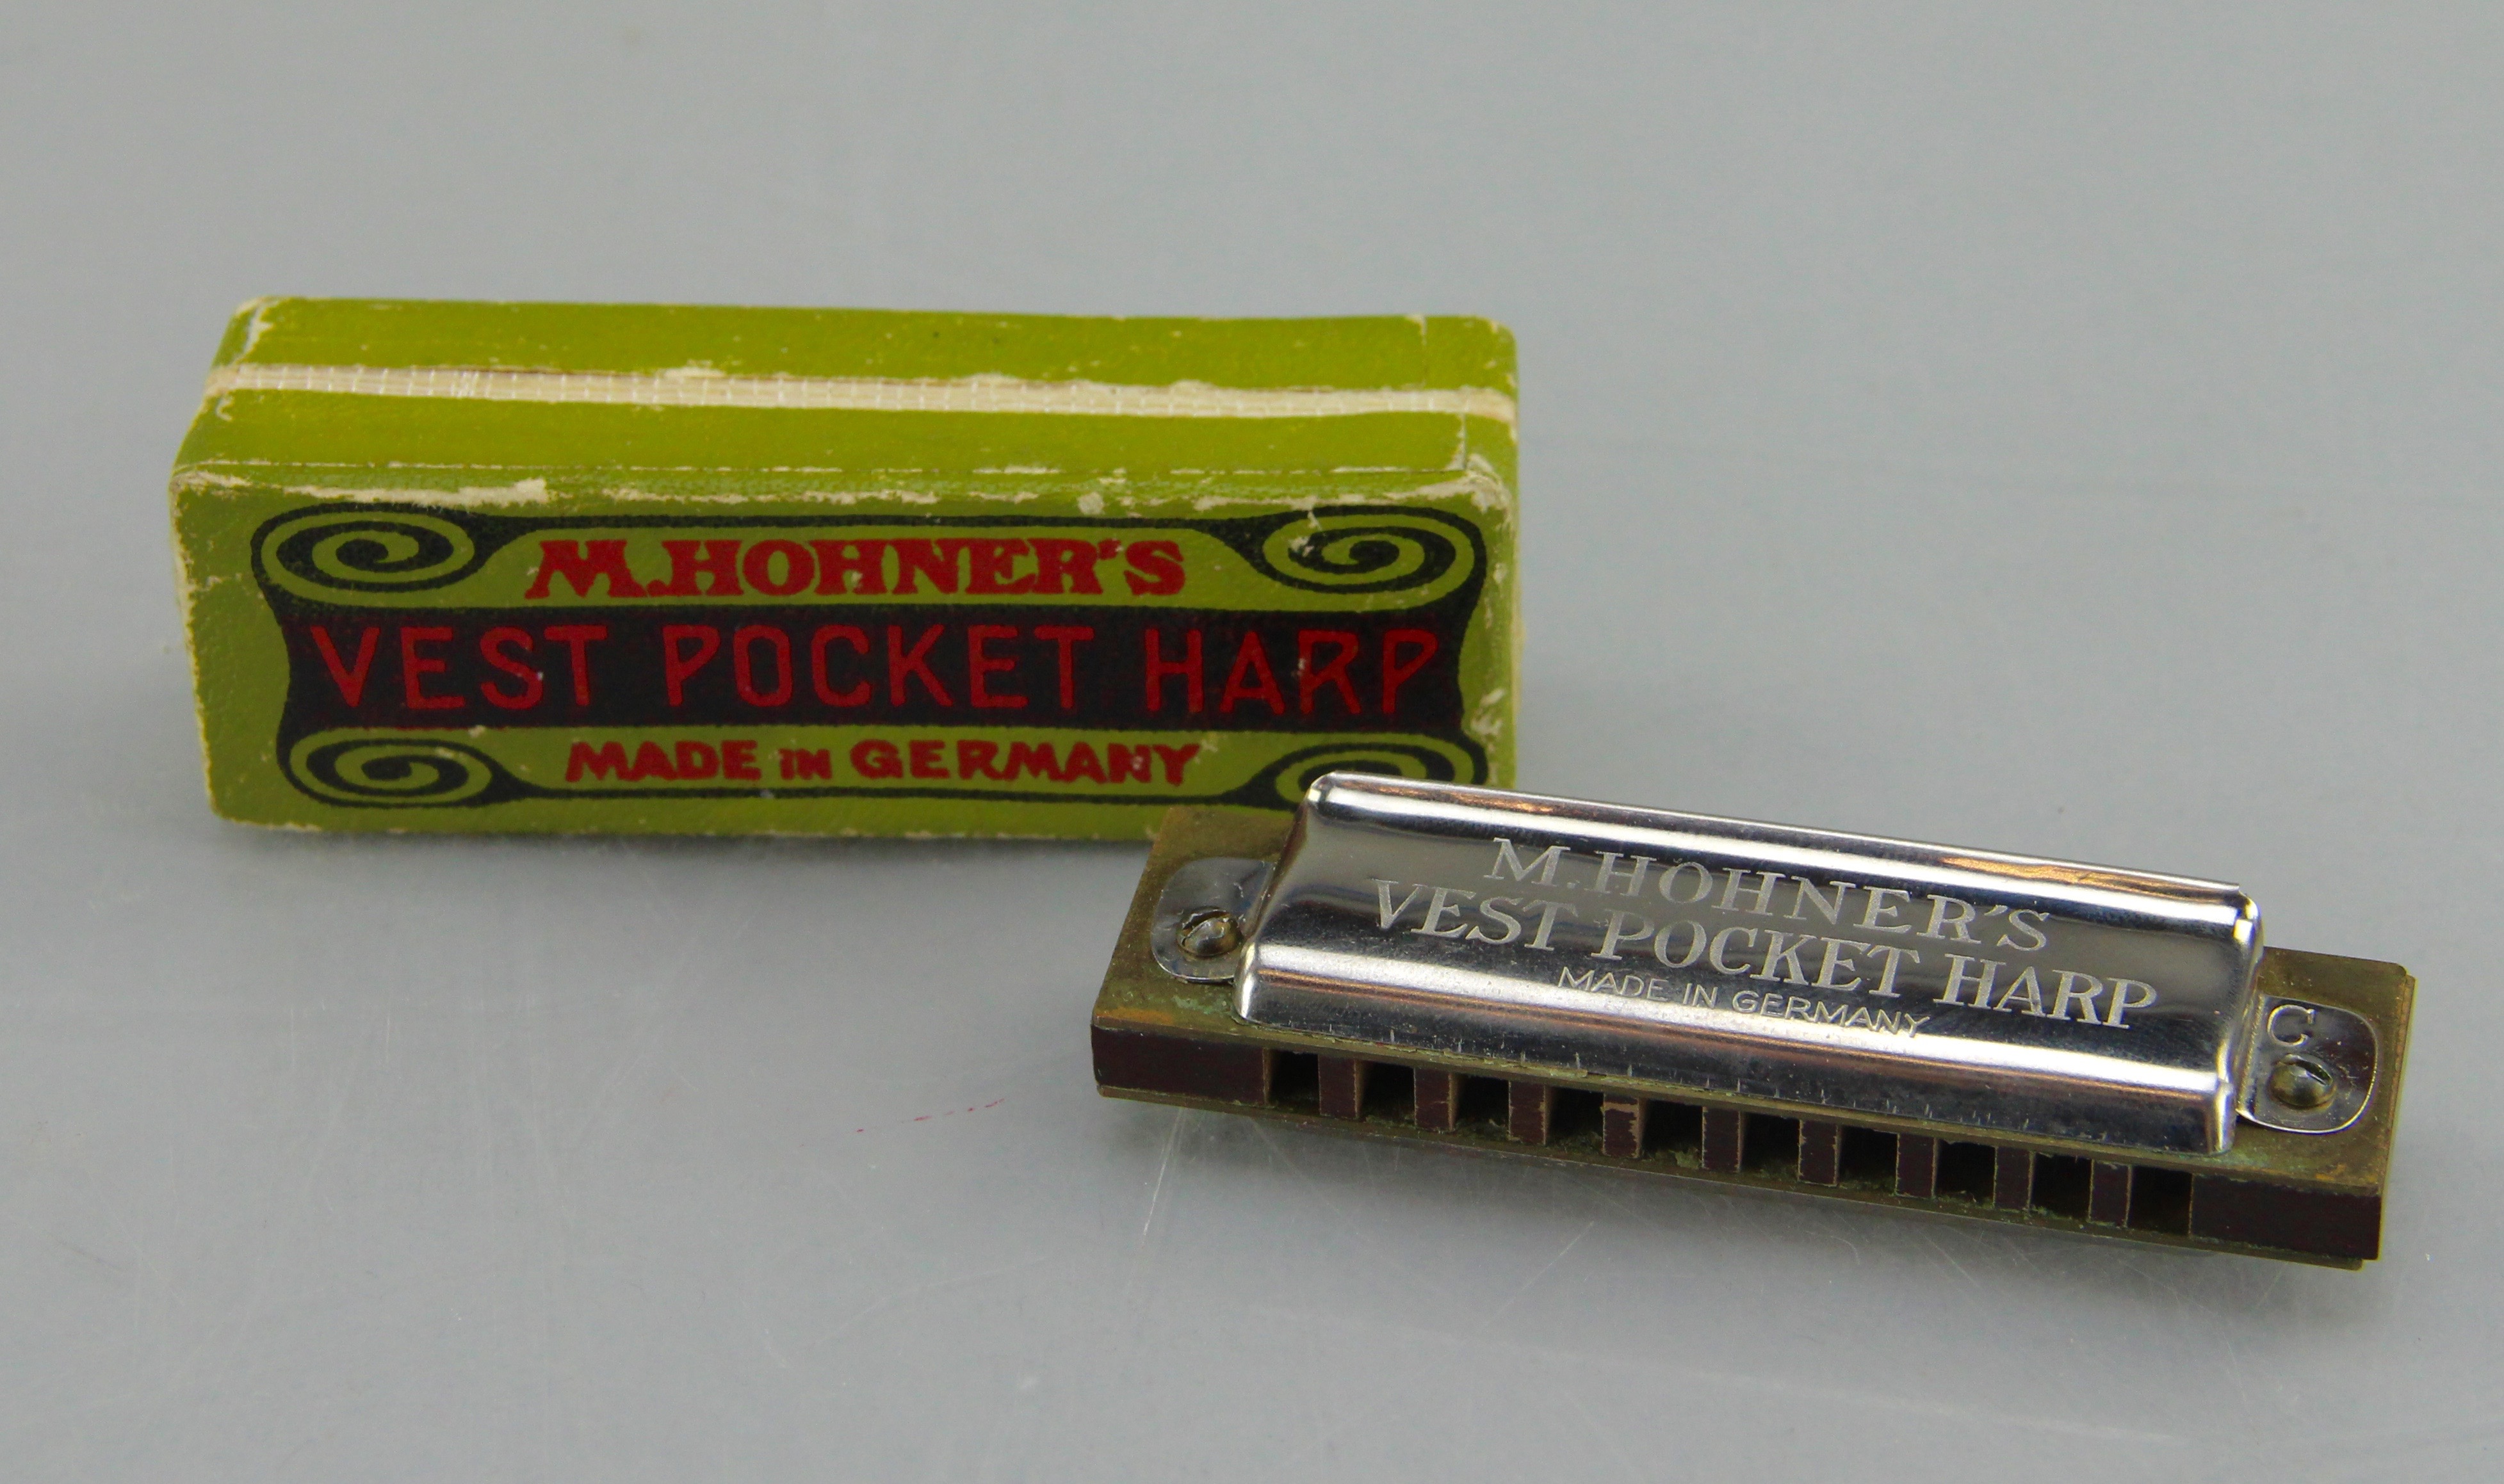 M. HOHNER'S
VEST POCKET HARP
MADE IN GERMANY
M. HOHNER'S
VEST POCKET HARP
MADE IN GERMANY
C